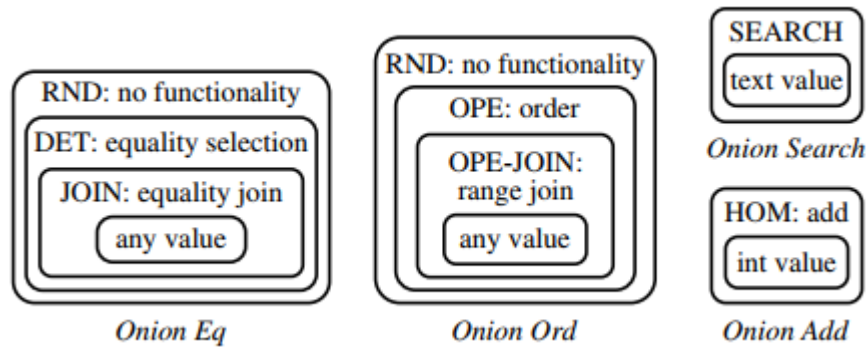 RND: no functionality
DET: equality selection
JOIN: equality join
any value
Onion Eq
RND: no functionality
OPE: order
OPE-JOIN:
range join
any value
Onion Ord
SEARCH
text value
Onion Search
HOM: add
int value
Onion Add